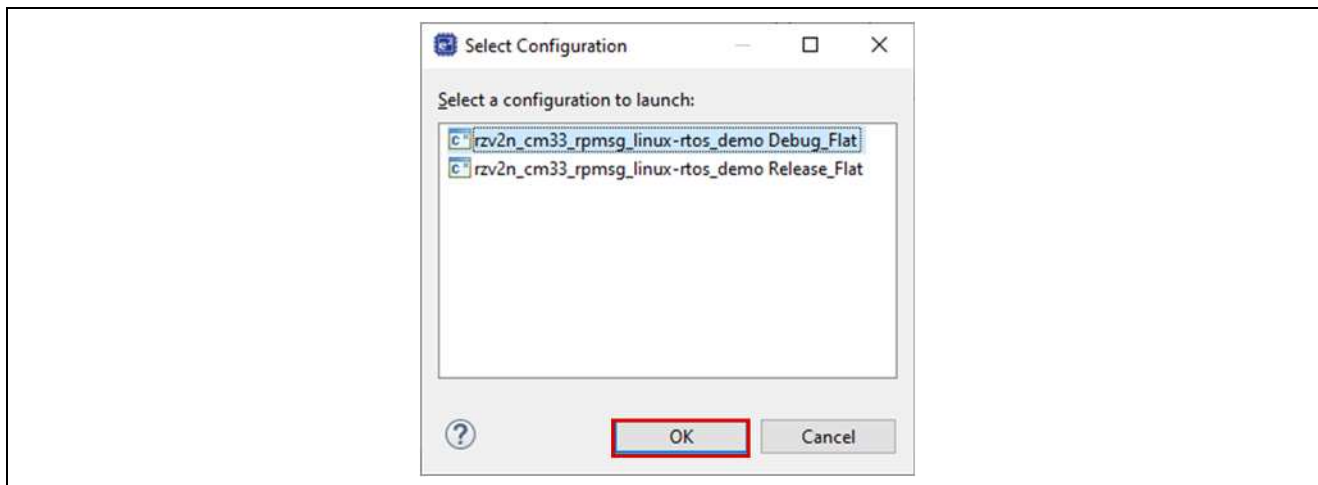 Select Configuration
Select a configuration to launch:
rzv2n_cm33_rpmsg_linux-rtos_demo Debug_Flat
rzv2n_cm33_rpmsg_linux-rtos_demo Release_Flat
OK
Cancel